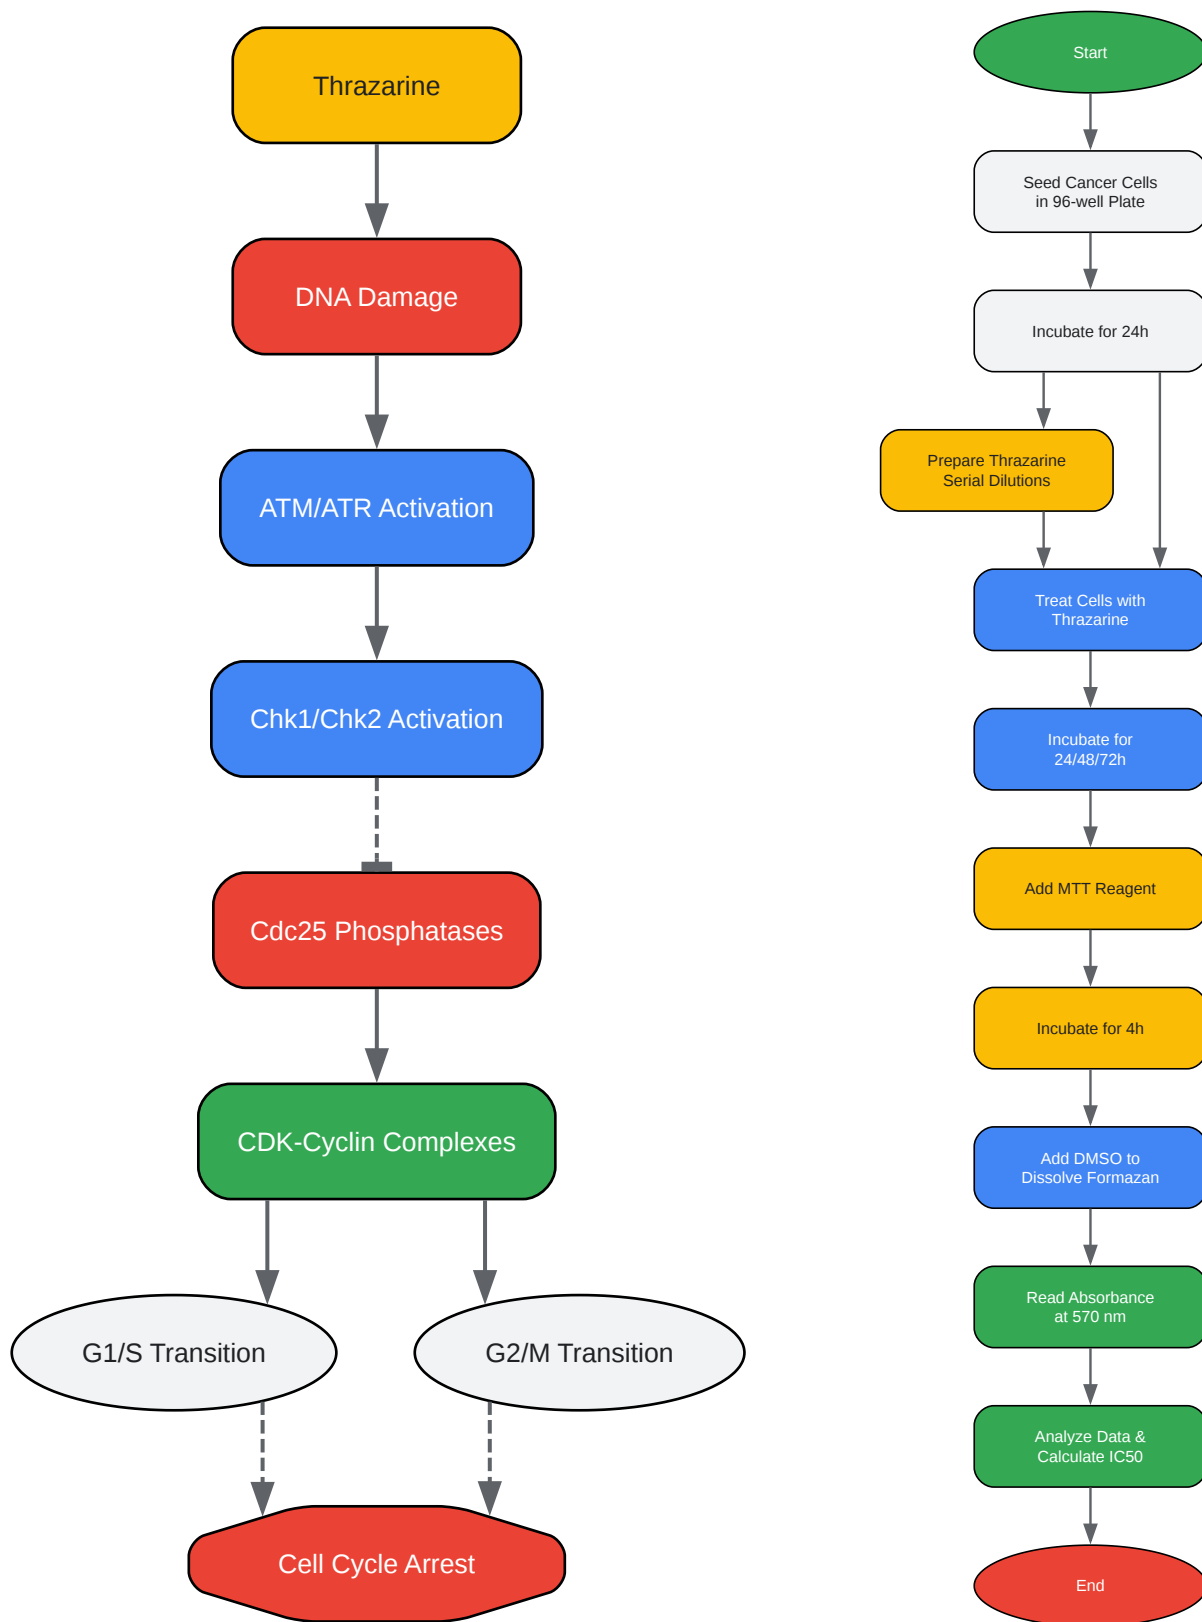 Thrazarine
DNA Damage
ATM/ATR Activation
Chk1/Chk2 Activation
Cdc25 Phosphatases
CDK-Cyclin Complexes
G1/S Transition
G2/M Transition
Cell Cycle Arrest
Start
Seed Cancer Cells
in 96-well Plate
Incubate for 24h
Prepare Thrazarine
Serial Dilutions
Treat Cells with
Thrazarine
Incubate for
24/48/72h
Add MTT Reagent
Incubate for 4h
Add DMSO to
Dissolve Formazan
Read Absorbance
at 570 nm
Analyze Data &
Calculate IC50
End